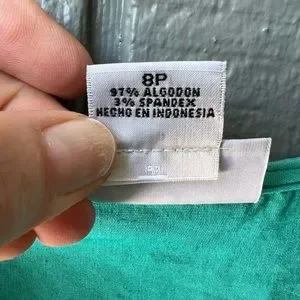 8P
97% ALGODON
3% SPANDEX
HECHO EN INDONESIA